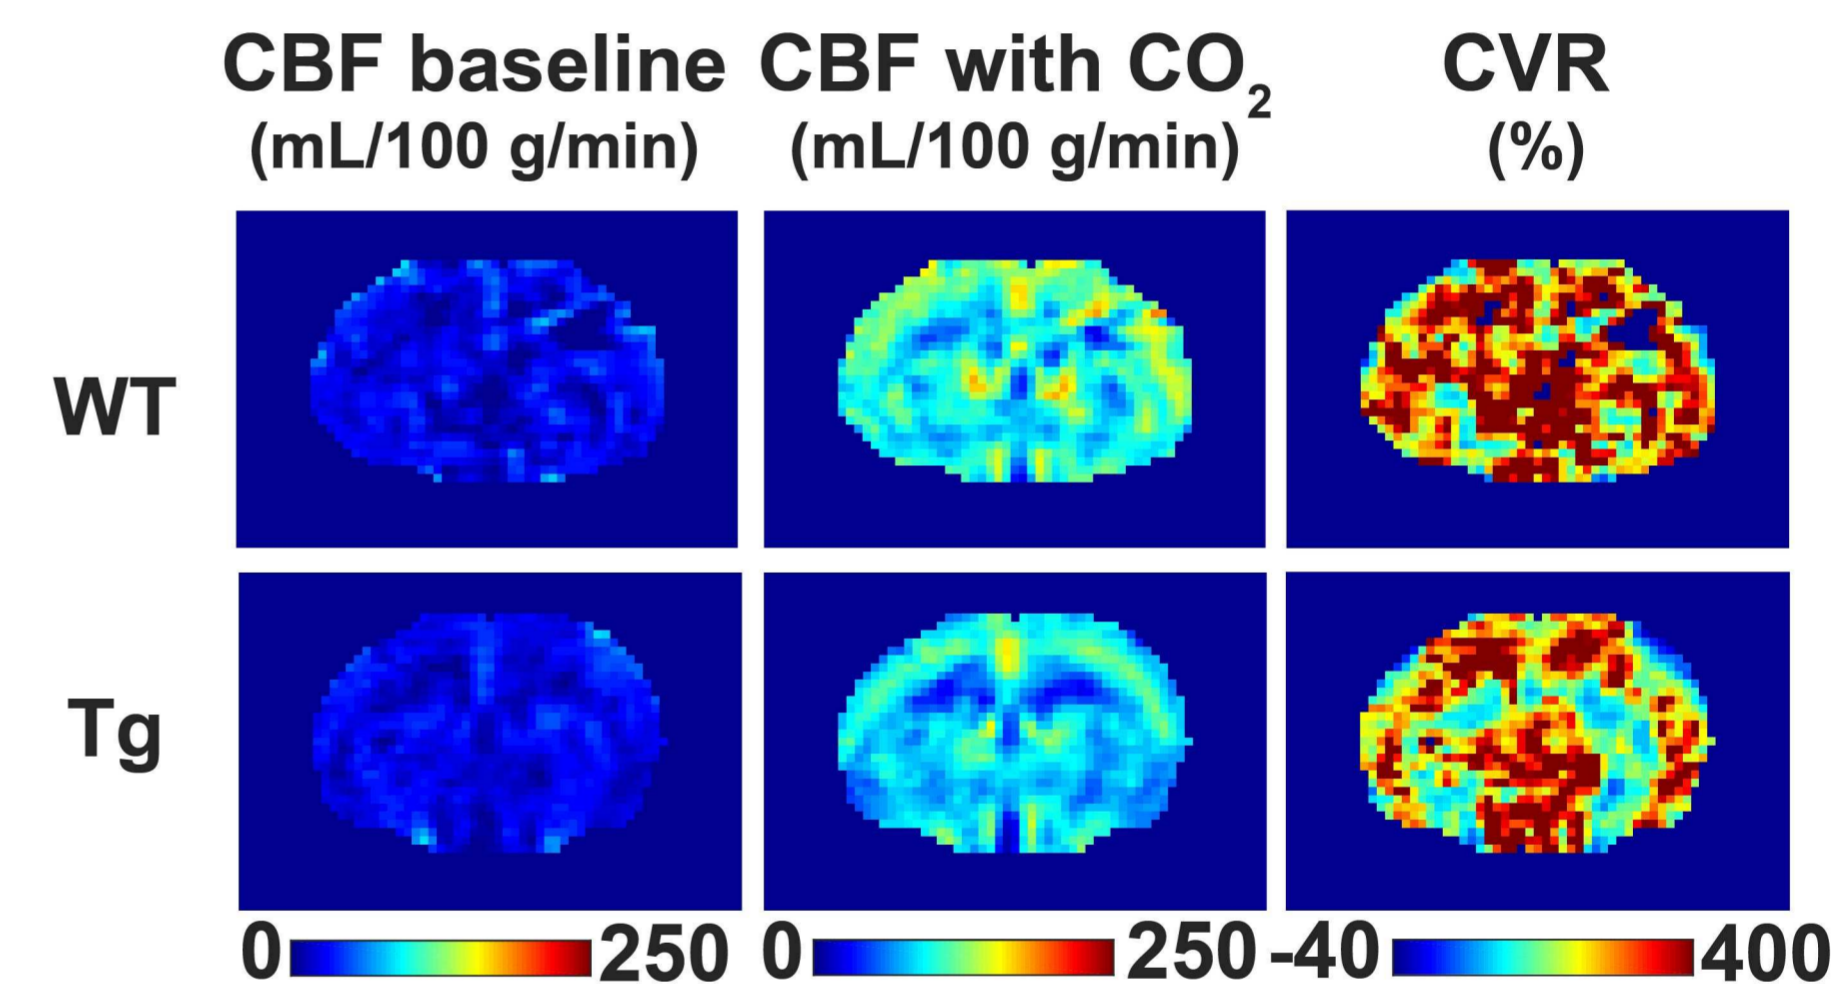 CBF baseline CBF with CO₂ CVR
(mL/100 g/min) (mL/100 g/min) (%)
WT
Tg
0 250 0 250 -40 400